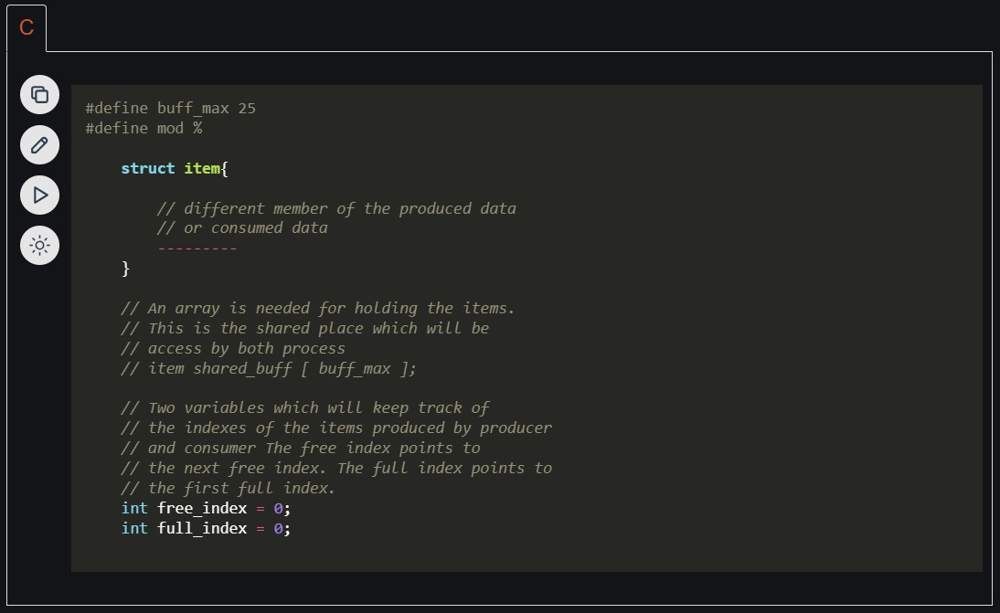 C
#define buff_max 25
#define mod %
struct item{
// different member of the produced data
// or consumed data
---------
}
// An array is needed for holding the items.
// This is the shared place which will be
// access by both process
// item shared_buff [ buff_max ];
// Two variables which will keep track of
// the indexes of the items produced by producer
// and consumer The free index points to
// the next free index. The full index points to
// the first full index.
int free_index = 0;
int full_index = 0;